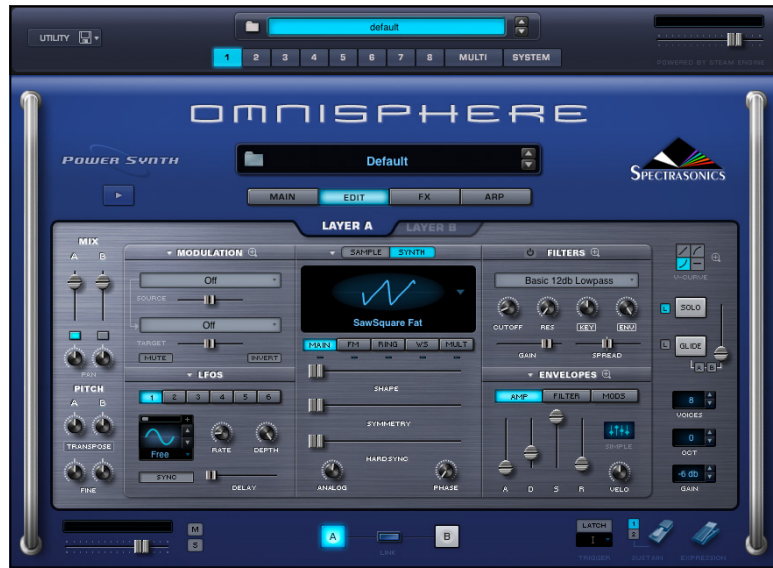 UTILITY
default
1 2 3 4 5 6 7 8 MULTI SYSTEM
POWERED BY STEAM ENGINE
OMNISPHERE
POWER SYNTH
Default
SPECTRASONICS
MAIN EDIT FX ARP
LAYER A LAYER B
MIX
A B
PAN
PITCH
A B
TRANSPOSE
FINE
MODULATION
Off
SOURCE
Off
TARGET
MUTE INVERT
LFOS
1 2 3 4 5 6
Free
RATE DEPTH
SYNC
DELAY
SAMPLE SYNTH
SawSquare Fat
MAIN FM RING WS MULT
SHAPE
SYMMETRY
HARD SYNC
ANALOG PHASE
FILTERS
Basic 12db Lowpass
CUTOFF RES KEY ENV
GAIN SPREAD
ENVELOPES
AMP FILTER MODS
SIMPLE
A D S R VELO
V-CURVE
L SOLO
L GLIDE
A-B
8
VOICES
0
OCT
-6 db
GAIN
M
S
A B
LINK
LATCH
1
TRIGGER
1
2
SUSTAIN
EXPRESSION